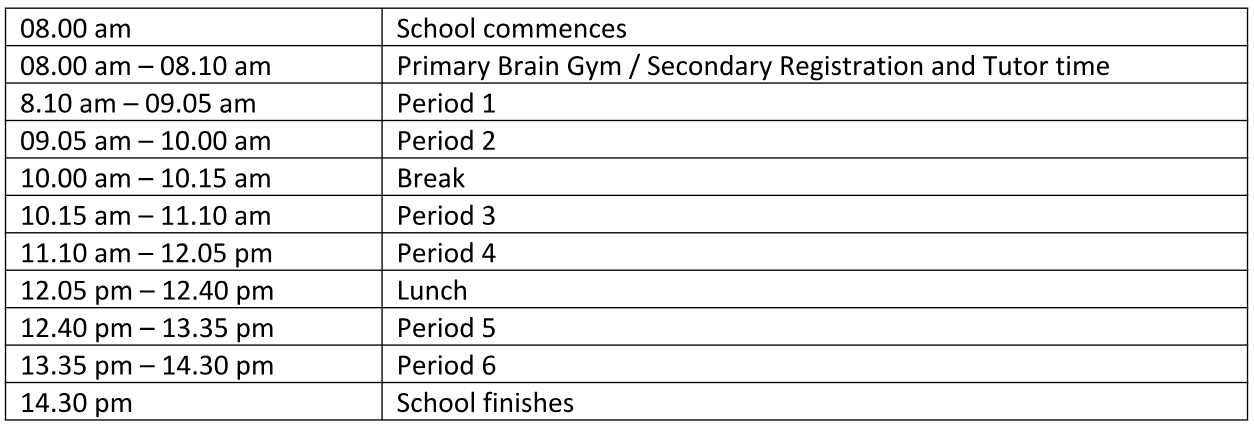 08.00 am School commences
08.00 am – 08.10 am Primary Brain Gym / Secondary Registration and Tutor time
8.10 am – 09.05 am Period 1
09.05 am – 10.00 am Period 2
10.00 am – 10.15 am Break
10.15 am – 11.10 am Period 3
11.10 am – 12.05 pm Period 4
12.05 pm – 12.40 pm Lunch
12.40 pm – 13.35 pm Period 5
13.35 pm – 14.30 pm Period 6
14.30 pm School finishes